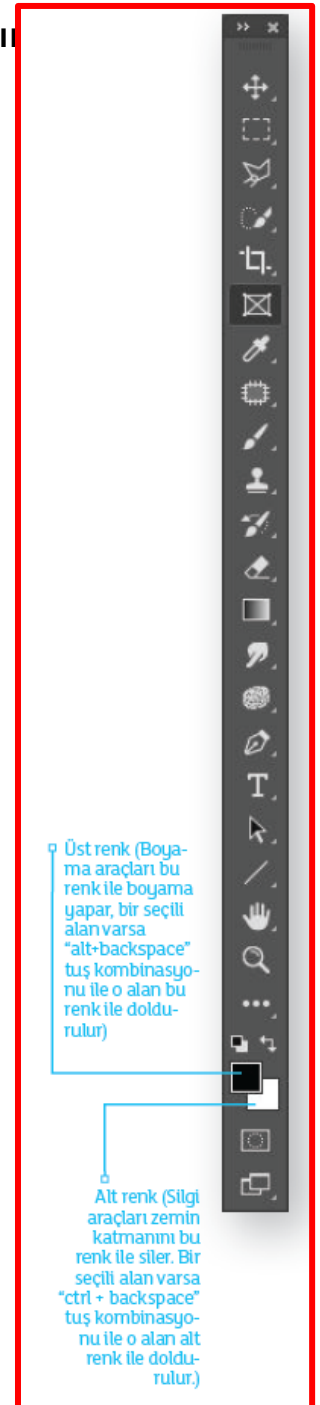 Üst renk (Boya-
ma araçları bu
renk ile boyama
yapar, bir seçili
alan varsa
“alt+backspace”
tuş kombinasyo-
nu ile o alan bu
renk ile doldu-
rulur)
Alt renk (Silgi
araçları zemin
katmanını bu
renk ile siler. Bir
seçili alan varsa
“ctrl + backspace”
tuş kombinasyo-
nu ile o alan alt
renk ile doldu-
rulur.)